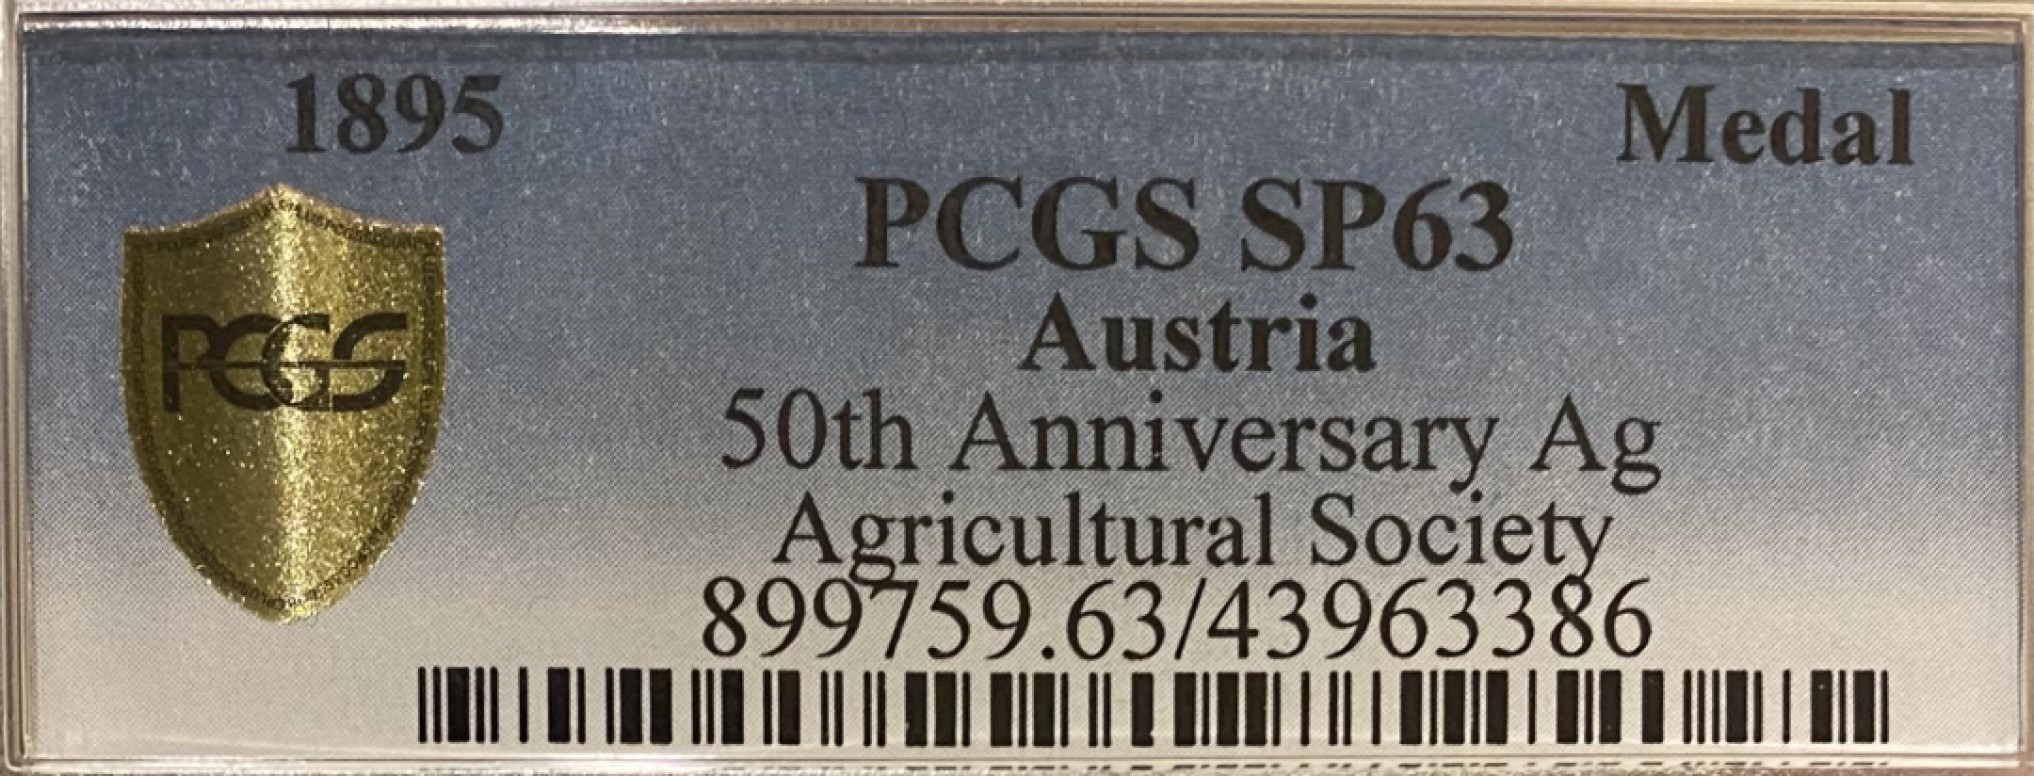 1895 Medal
PCGS SP63
Austria
PCGS
50th Anniversary Ag
Agricultural Society
899759.63/43963386